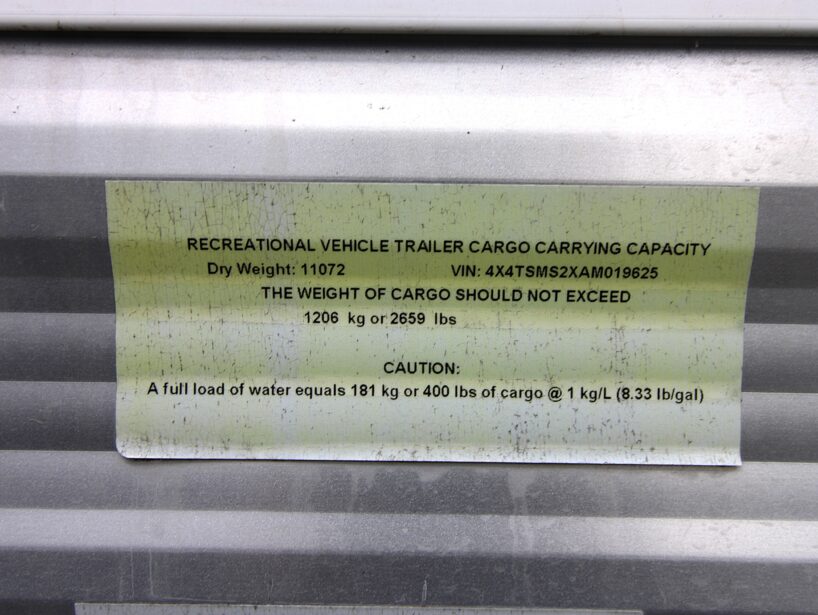 RECREATIONAL VEHICLE TRAILER CARGO CARRYING CAPACITY
Dry Weight: 11072 VIN: 4X4TSMS2XAM019625
THE WEIGHT OF CARGO SHOULD NOT EXCEED
1206 kg or 2659 lbs
CAUTION:
A full load of water equals 181 kg or 400 lbs of cargo @ 1 kg/L (8.33 lb/gal)